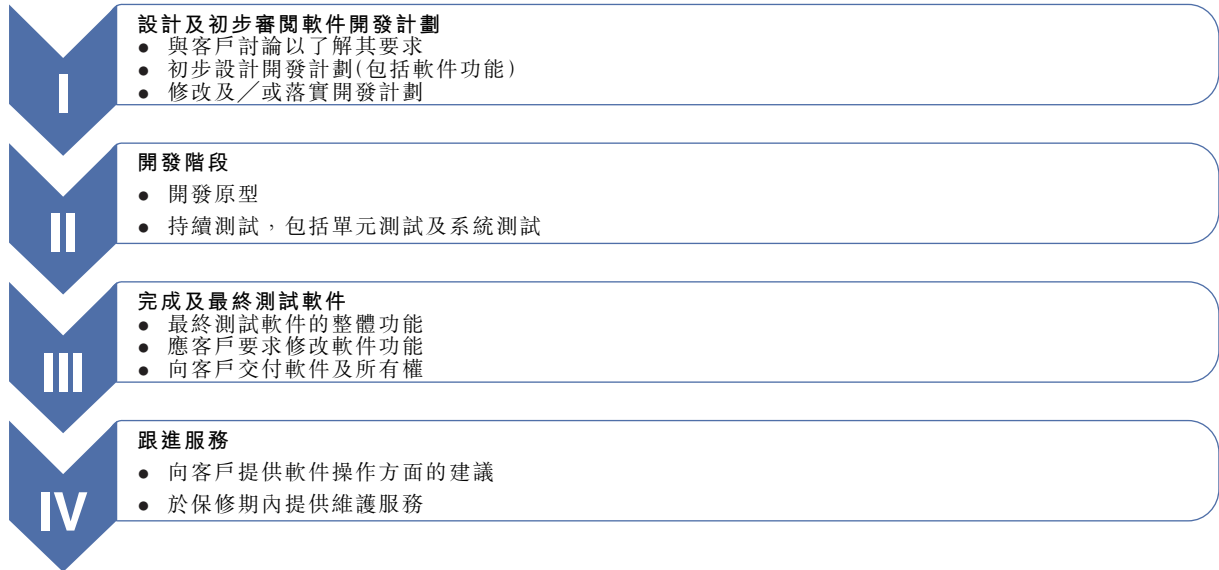 I
設計及初步審閱軟件開發計劃
● 與客戶討論以了解其要求
● 初步設計開發計劃(包括軟件功能)
● 修改及╱或落實開發計劃
II
開發階段
● 開發原型
● 持續測試，包括單元測試及系統測試
III
完成及最終測試軟件
● 最終測試軟件的整體功能
● 應客戶要求修改軟件功能
● 向客戶交付軟件及所有權
IV
跟進服務
● 向客戶提供軟件操作方面的建議
● 於保修期內提供維護服務